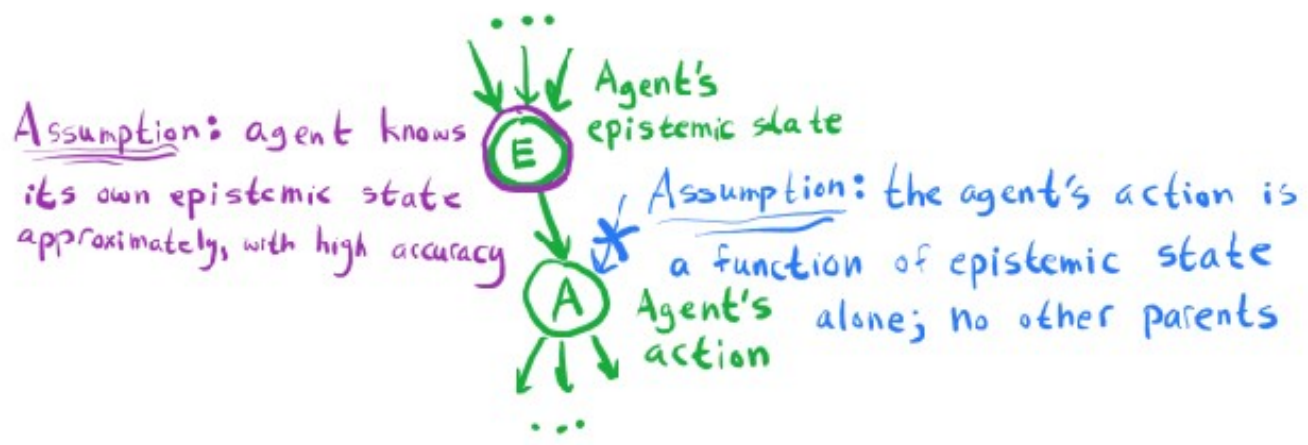 ...
Agent's
epistemic state
E
Assumption: agent knows
its own epistemic state
approximately, with high accuracy
Assumption: the agent's action is
a function of epistemic state
alone; no other parents
A
Agent's
action
...